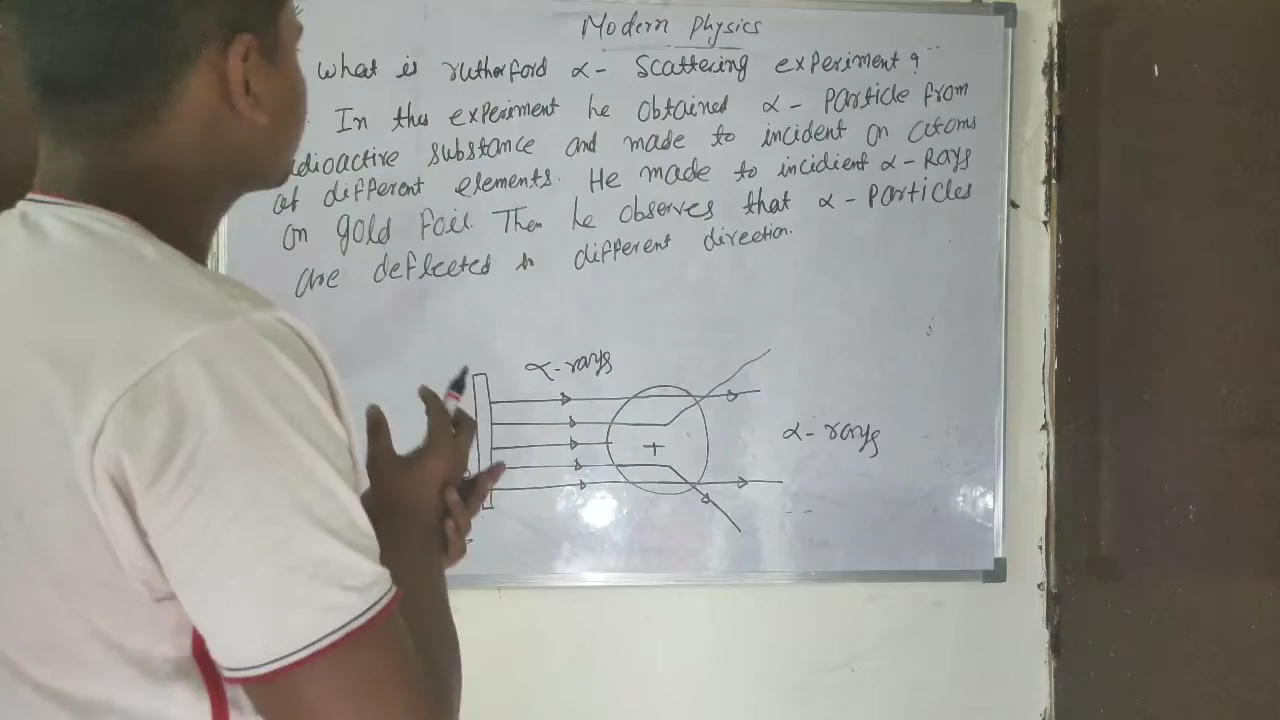 Modern Physics
What is rutherford α- Scattering experiment ?
In this experiment he obtained α- Particle from
adioactive substance and made to incident on atoms
of different elements. He made to incidient α-Rays
on gold foil. Then he observes that α-Particles
are deflected in different direction.
α-rays
+
α-rays